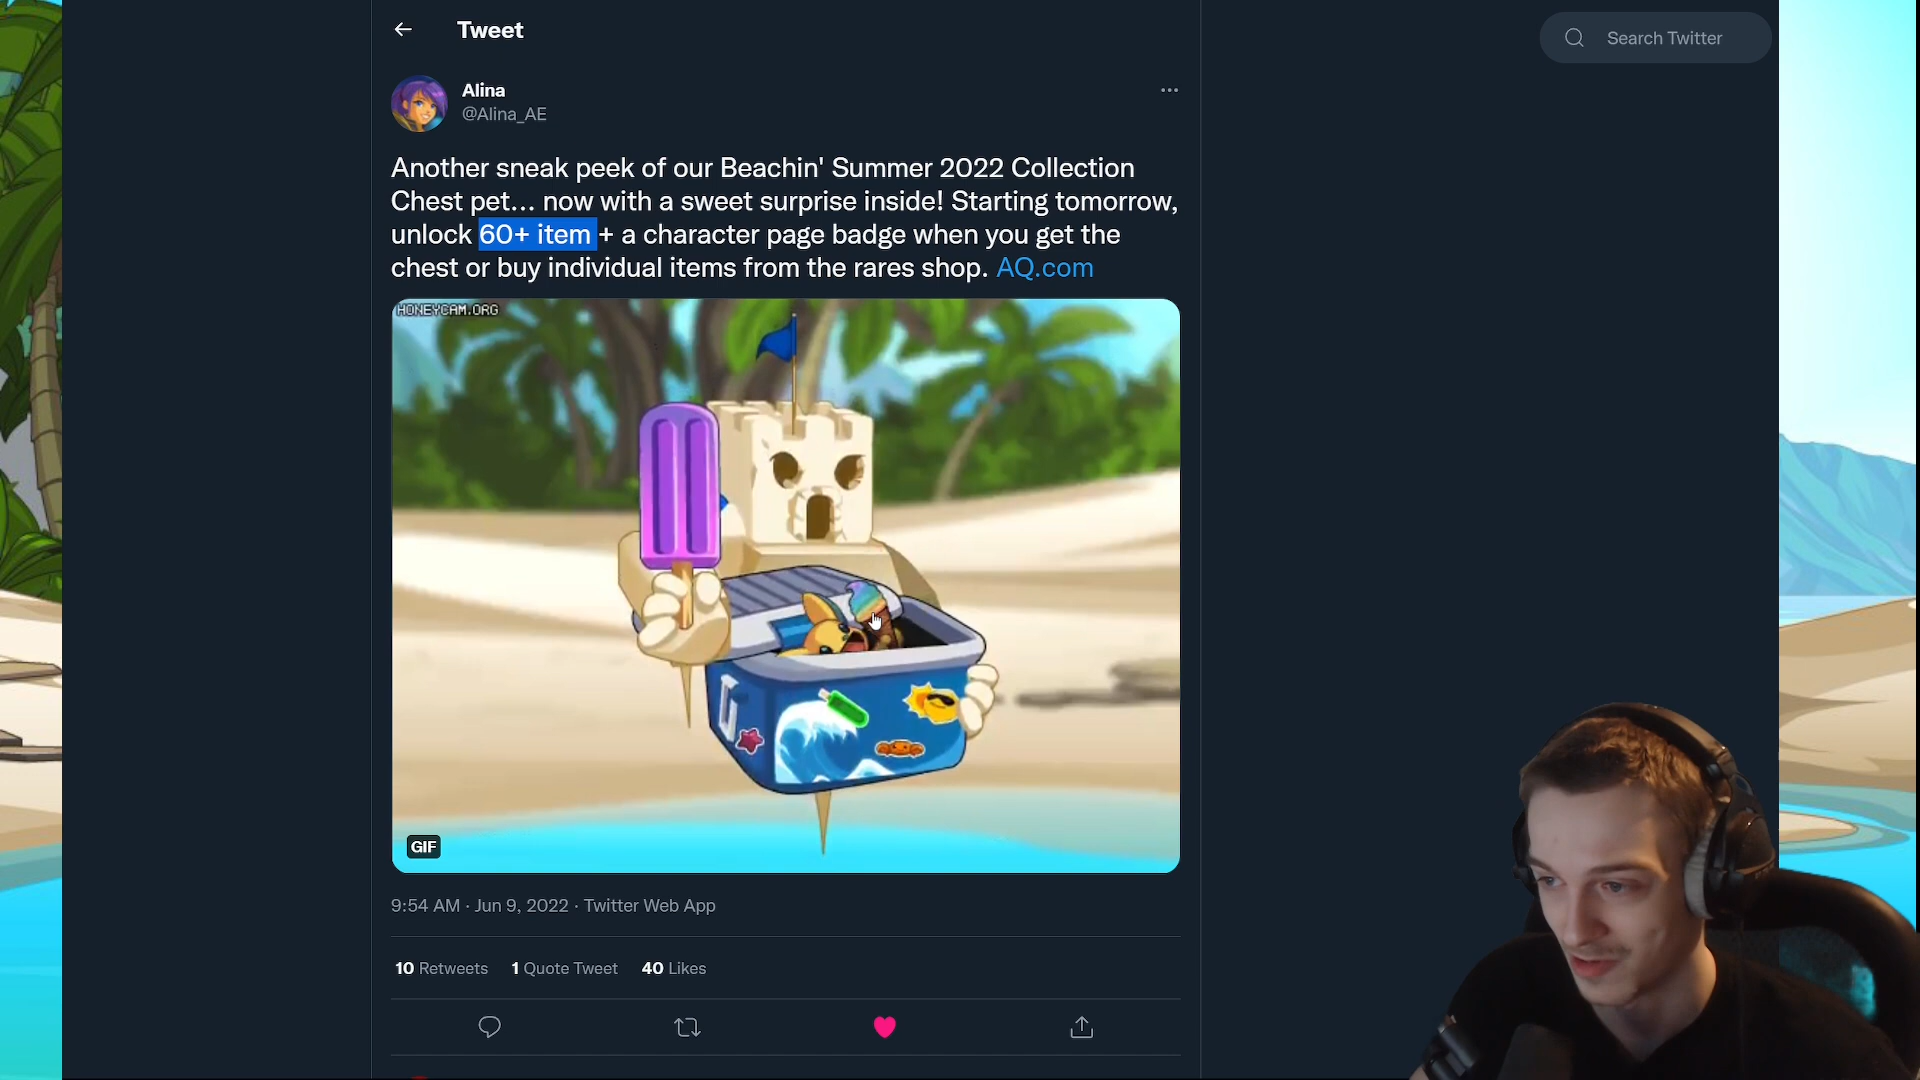 Tweet
Search Twitter
Alina
@Alina_AE
Another sneak peek of our Beachin' Summer 2022 Collection
Chest pet... now with a sweet surprise inside! Starting tomorrow,
unlock 60+ item + a character page badge when you get the
chest or buy individual items from the rares shop. AQ.com
HONEYCAM.ORG
GIF
9:54 AM · Jun 9, 2022 · Twitter Web App
10 Retweets 1 Quote Tweet 40 Likes